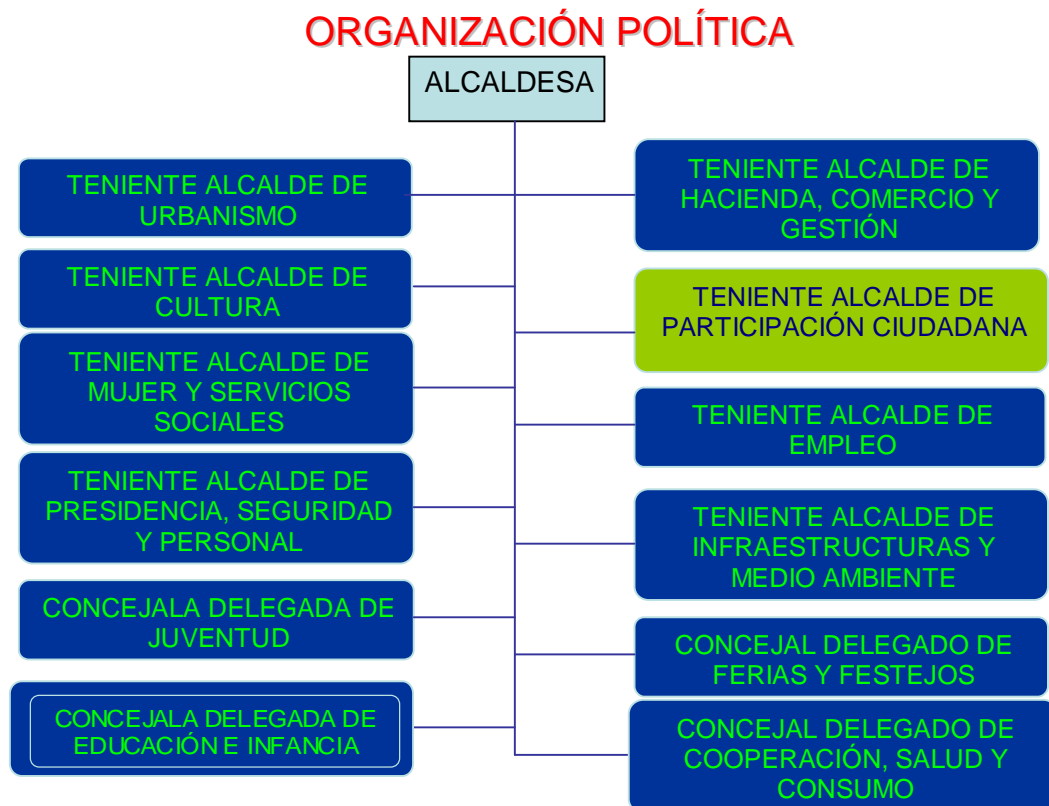 ORGANIZACIÓN POLÍTICA
ALCALDESA
TENIENTE ALCALDE DE
URBANISMO
TENIENTE ALCALDE DE
CULTURA
TENIENTE ALCALDE DE
MUJER Y SERVICIOS
SOCIALES
TENIENTE ALCALDE DE
PRESIDENCIA, SEGURIDAD
Y PERSONAL
CONCEJALA DELEGADA DE
JUVENTUD
CONCEJALA DELEGADA DE
EDUCACIÓN E INFANCIA
TENIENTE ALCALDE DE
HACIENDA, COMERCIO Y
GESTIÓN
TENIENTE ALCALDE DE
PARTICIPACIÓN CIUDADANA
TENIENTE ALCALDE DE
EMPLEO
TENIENTE ALCALDE DE
INFRAESTRUCTURAS Y
MEDIO AMBIENTE
CONCEJAL DELEGADO DE
FERIAS Y FESTEJOS
CONCEJAL DELEGADO DE
COOPERACIÓN, SALUD Y
CONSUMO